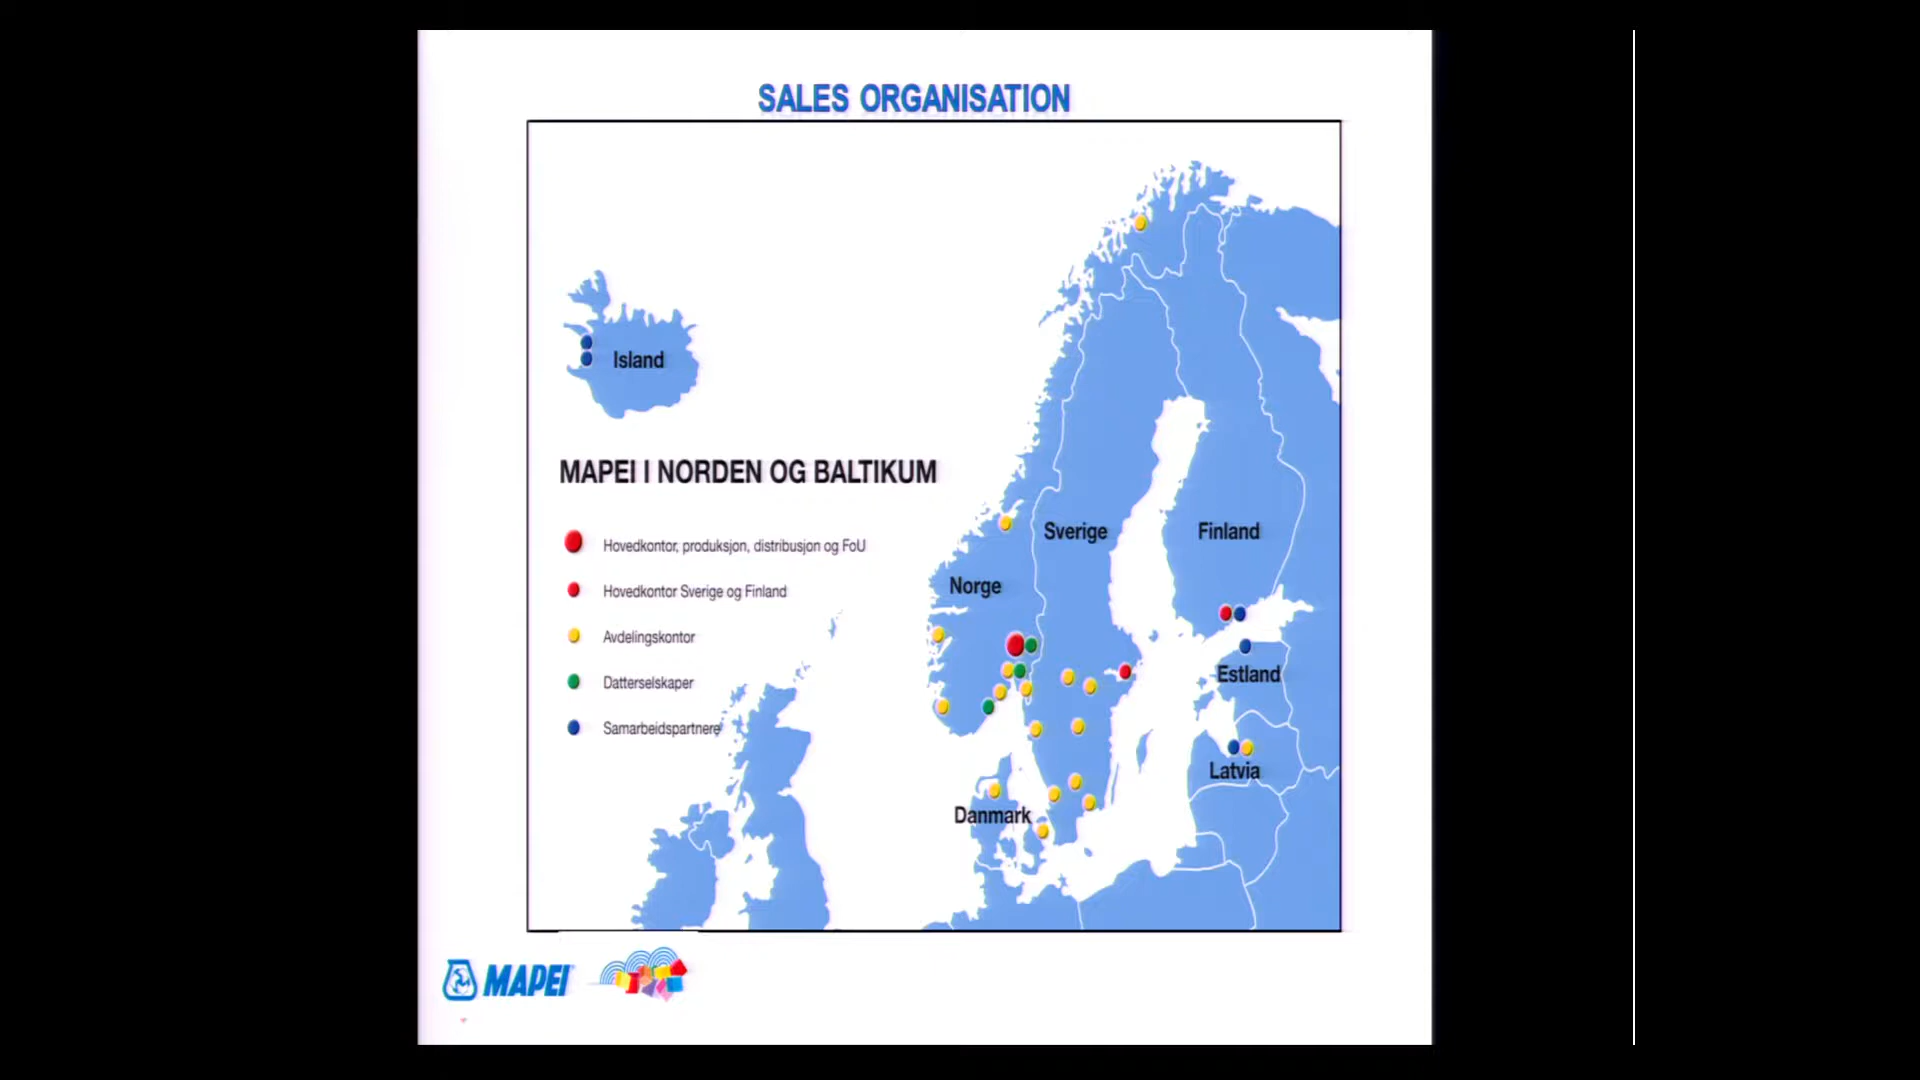 SALES ORGANISATION
Island
MAPEI I NORDEN OG BALTIKUM
Hovedkontor, produksjon, distribusjon og FoU
Hovedkontor Sverige og Finland
Avdelingskontor
Datterselskaper
Samarbeidspartnere
Sverige
Finland
Norge
Estland
Latvia
Danmark
MAPEI